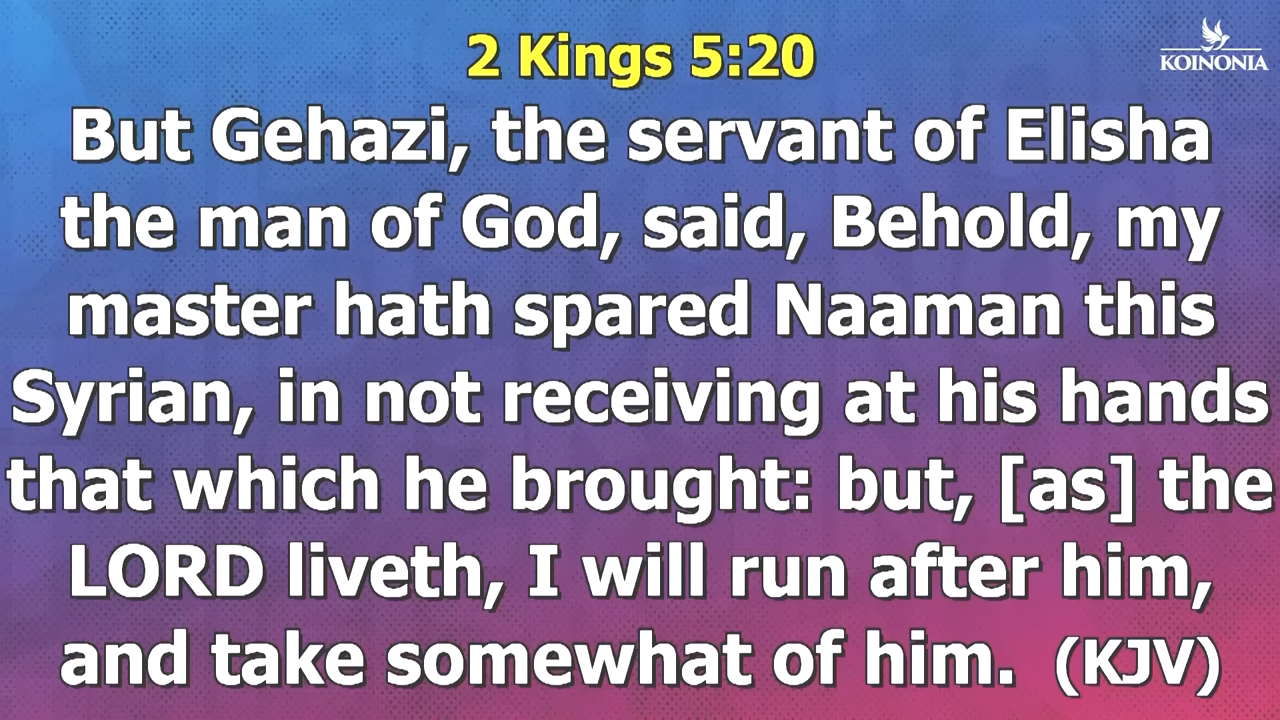 2 Kings 5:20
KOINONIA
But Gehazi, the servant of Elisha
the man of God, said, Behold, my
master hath spared Naaman this
Syrian, in not receiving at his hands
that which he brought: but, [as] the
LORD liveth, I will run after him,
and take somewhat of him. (KJV)